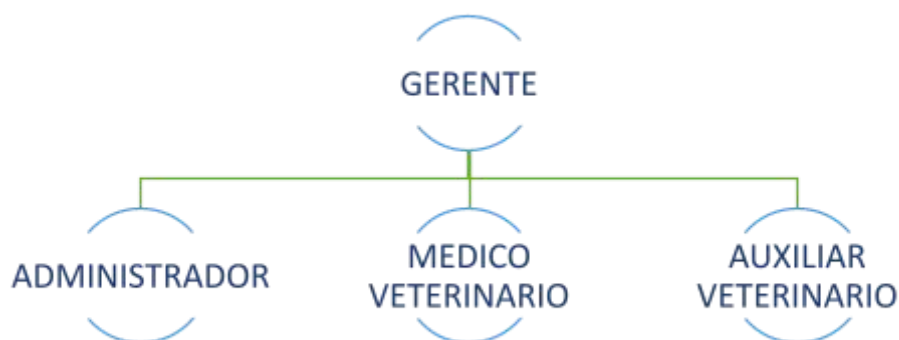 GERENTE
ADMINISTRADOR
MEDICO
VETERINARIO
AUXILIAR
VETERINARIO